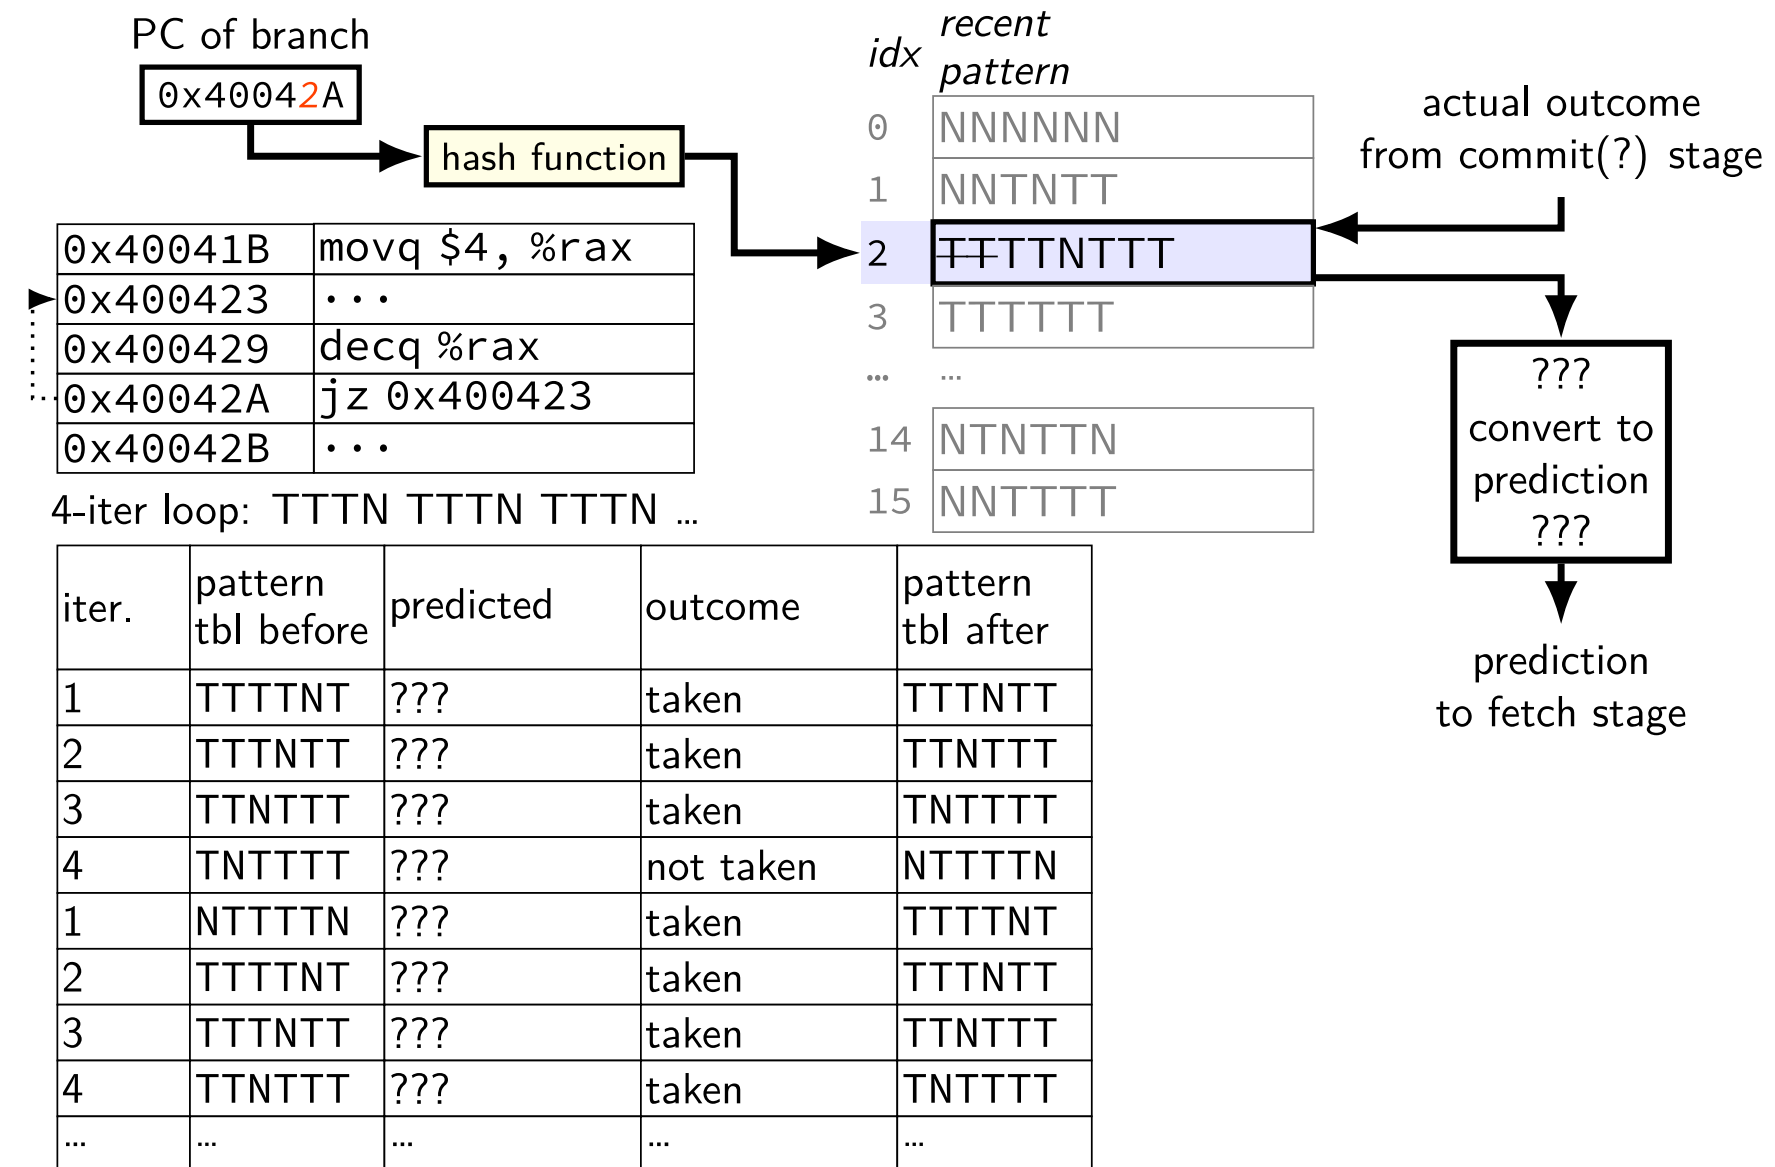 PC of branch
0x40042A
hash function
0x40041B movq $4, %rax
0x400423 ...
0x400429 decq %rax
0x40042A jz 0x400423
0x40042B ...
4-iter loop: TTTN TTTN TTTN …
idx recent pattern
0 NNNNNN
1 NNTNTT
2 TTTTNTTT
3 TTTTTT
… …
14 NTNTTN
15 NNTTTT
actual outcome
from commit(?) stage
???
convert to
prediction
???
prediction
to fetch stage
iter. pattern tbl before predicted outcome pattern tbl after
1 TTTTNT ??? taken TTTNTT
2 TTTNTT ??? taken TTNTTT
3 TTNTTT ??? taken TNTTTT
4 TNTTTT ??? not taken NTTTTN
1 NTTTTN ??? taken TTTTNT
2 TTTTNT ??? taken TTTNTT
3 TTTNTT ??? taken TTNTTT
4 TTNTTT ??? taken TNTTTT
… … … … …